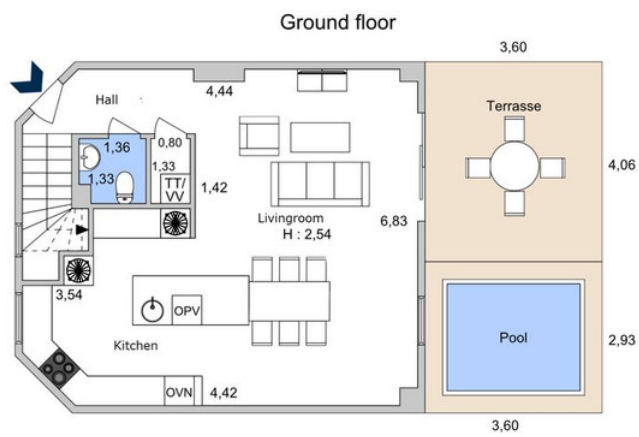 Ground floor
3,60
Hall
4,44
Terrasse
1,36
0,80
1,33
1,33
TT/
VV
1,42
4,06
Livingroom
H : 2,54
6,83
3,54
OPV
Kitchen
Pool
2,93
OVN
4,42
3,60